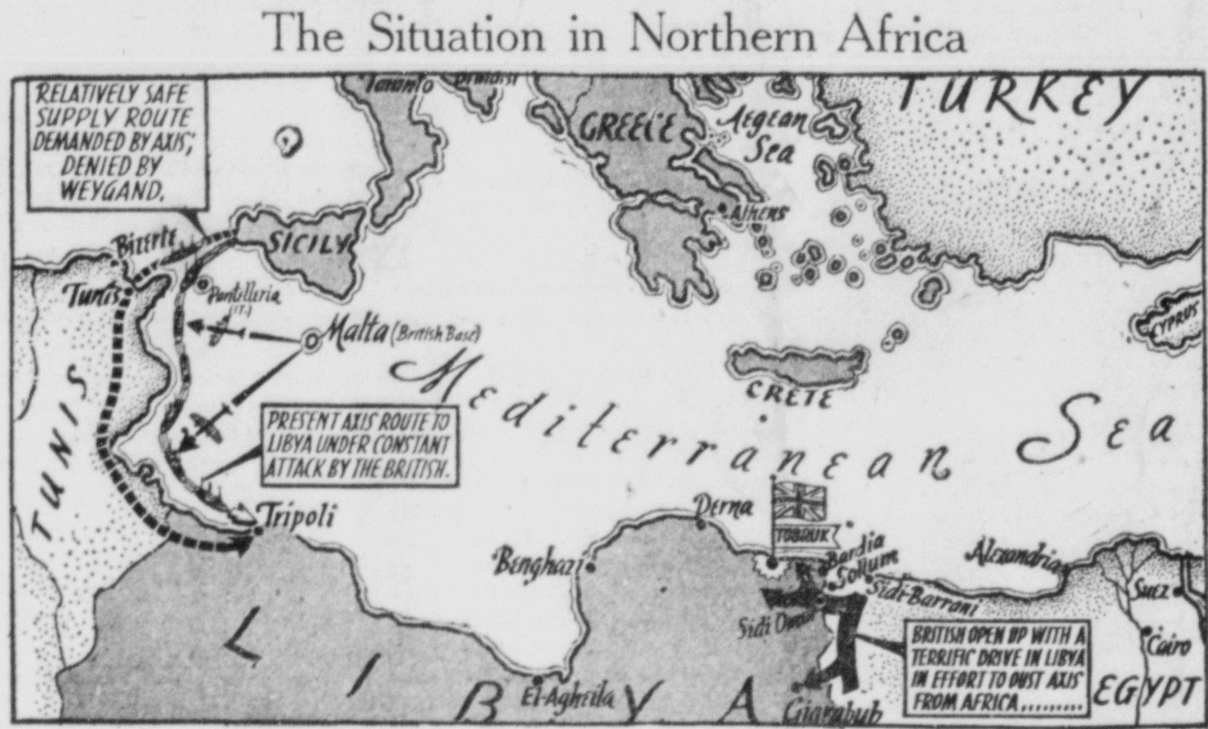 The Situation in Northern Africa
RELATIVELY SAFE
SUPPLY ROUTE
DEMANDED BY AXIS;
DENIED BY
WEYGAND.
Taranto
Brindisi
GREECE
Aegean
Sea
TURKEY
Athens
Bizerte
SICILY
Tunis
Pantilleria
(IT.)
Malta (British Base)
CYPRUS
CRETE
Mediterranean Sea
TUNIS
PRESENT AXIS ROUTE TO
LIBYA UNDER CONSTANT
ATTACK BY THE BRITISH.
Tripoli
Derna
TOBRUK
Benghazi
Bardia
Sollum
Sidi-Barrani
Alexandria
Suez
Cairo
Sidi Omar
BRITISH OPEN UP WITH A
TERRIFIC DRIVE IN LIBYA
IN EFFORT TO OUST AXIS
FROM AFRICA.........
LIBYA
El-Agheila
Giarabub
EGYPT